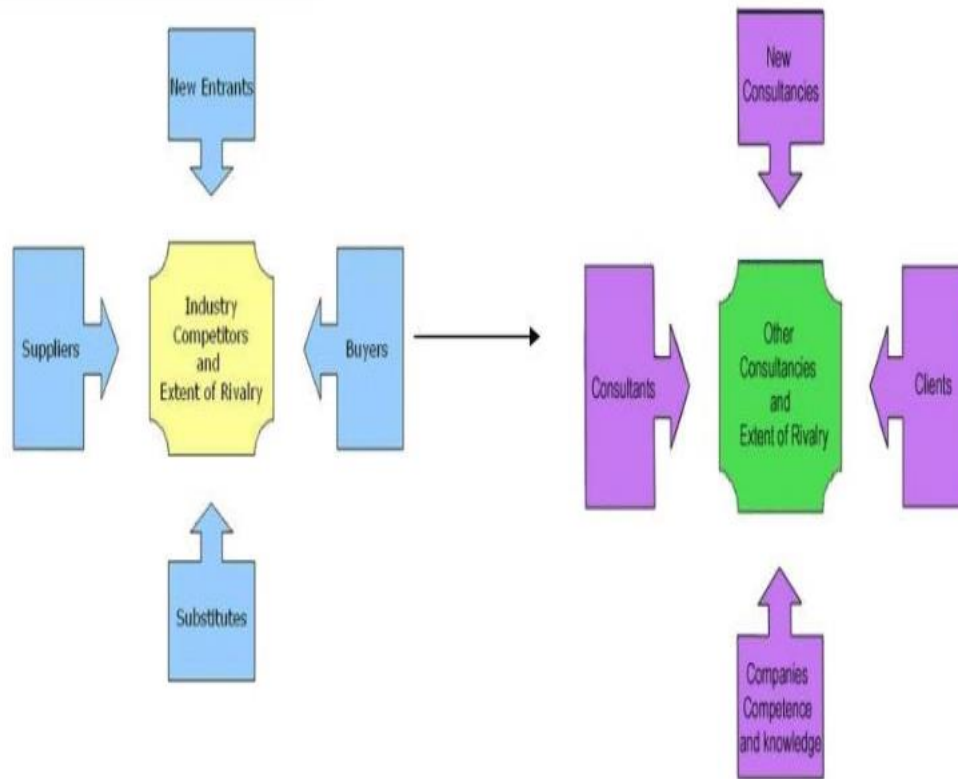 New Entrants
Suppliers
Industry
Competitors
and
Extent of Rivalry
Buyers
Substitutes
New
Consultancies
Consultants
Other
Consultancies
and
Extent of Rivalry
Clients
Companies
Competence
and knowledge